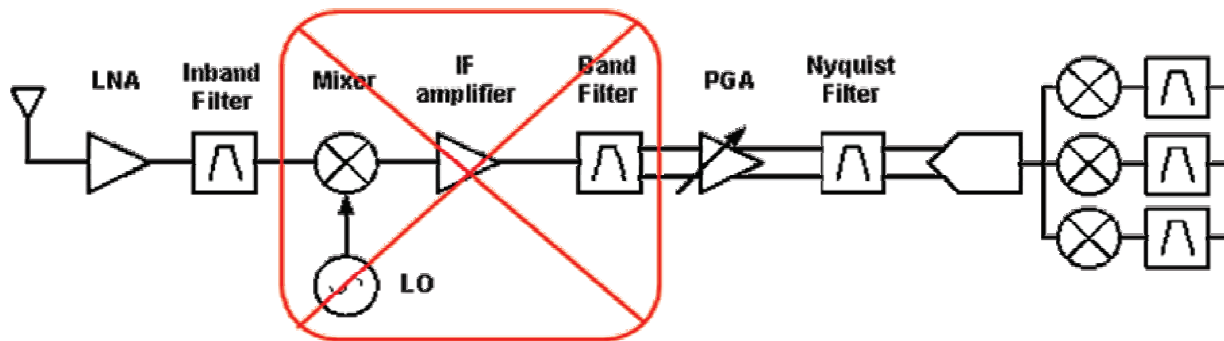 LNA
Inband
Filter
Mixer
IF
amplifier
Band
Filter
PGA
Nyquist
Filter
LO